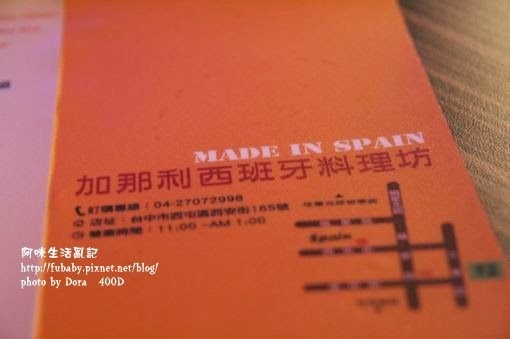 MADE IN SPAIN
加那利西班牙料理坊
訂購專線：04-27072998
店址：台中市西屯區西安街165號
營業時間：11:00 ~AM 1:00
Spain
阿咪生活亂記
http://fubaby.pixnet.net/blog/
photo by Dora 400D